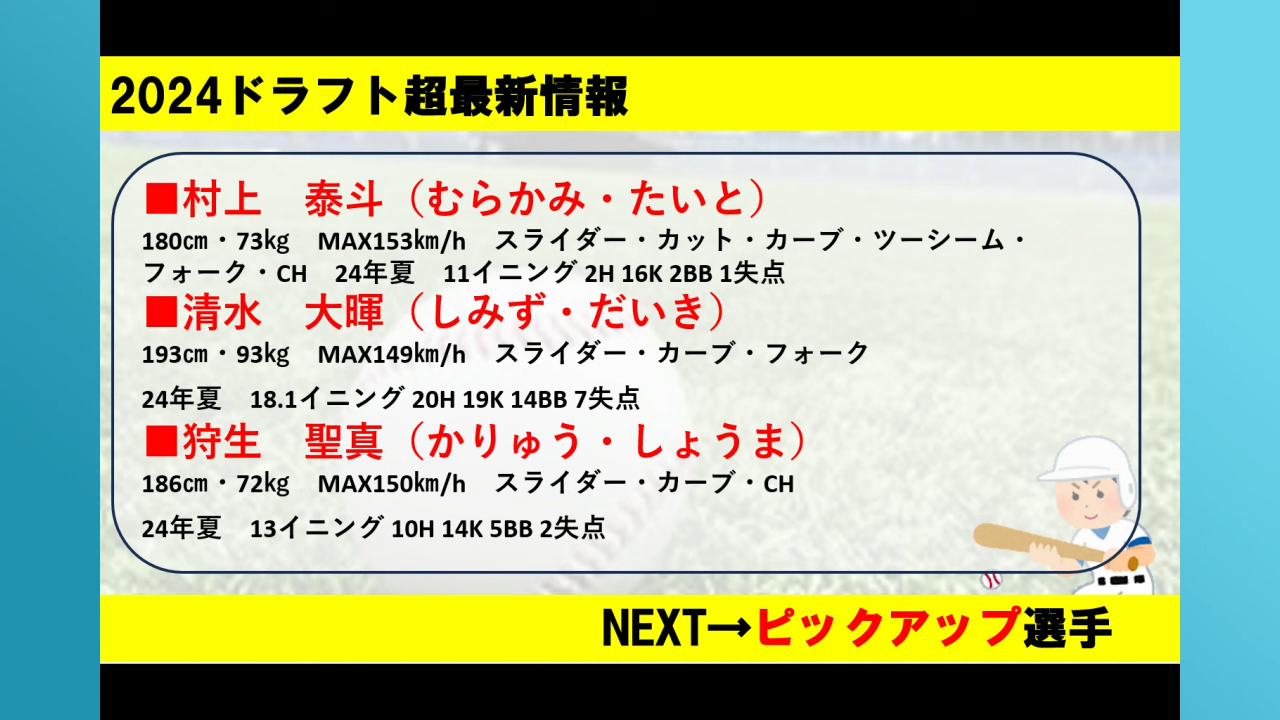 2024ドラフト超最新情報
■村上　泰斗（むらかみ・たいと）
180㎝・73㎏　MAX153㎞/h　スライダー・カット・カーブ・ツーシーム・
フォーク・CH　24年夏　11イニング 2H 16K 2BB 1失点
■清水　大暉（しみず・だいき）
193㎝・93㎏　MAX149㎞/h　スライダー・カーブ・フォーク
24年夏　18.1イニング 20H 19K 14BB 7失点
■狩生　聖真（かりゅう・しょうま）
186㎝・72㎏　MAX150㎞/h　スライダー・カーブ・CH
24年夏　13イニング 10H 14K 5BB 2失点
NEXT→ピックアップ選手